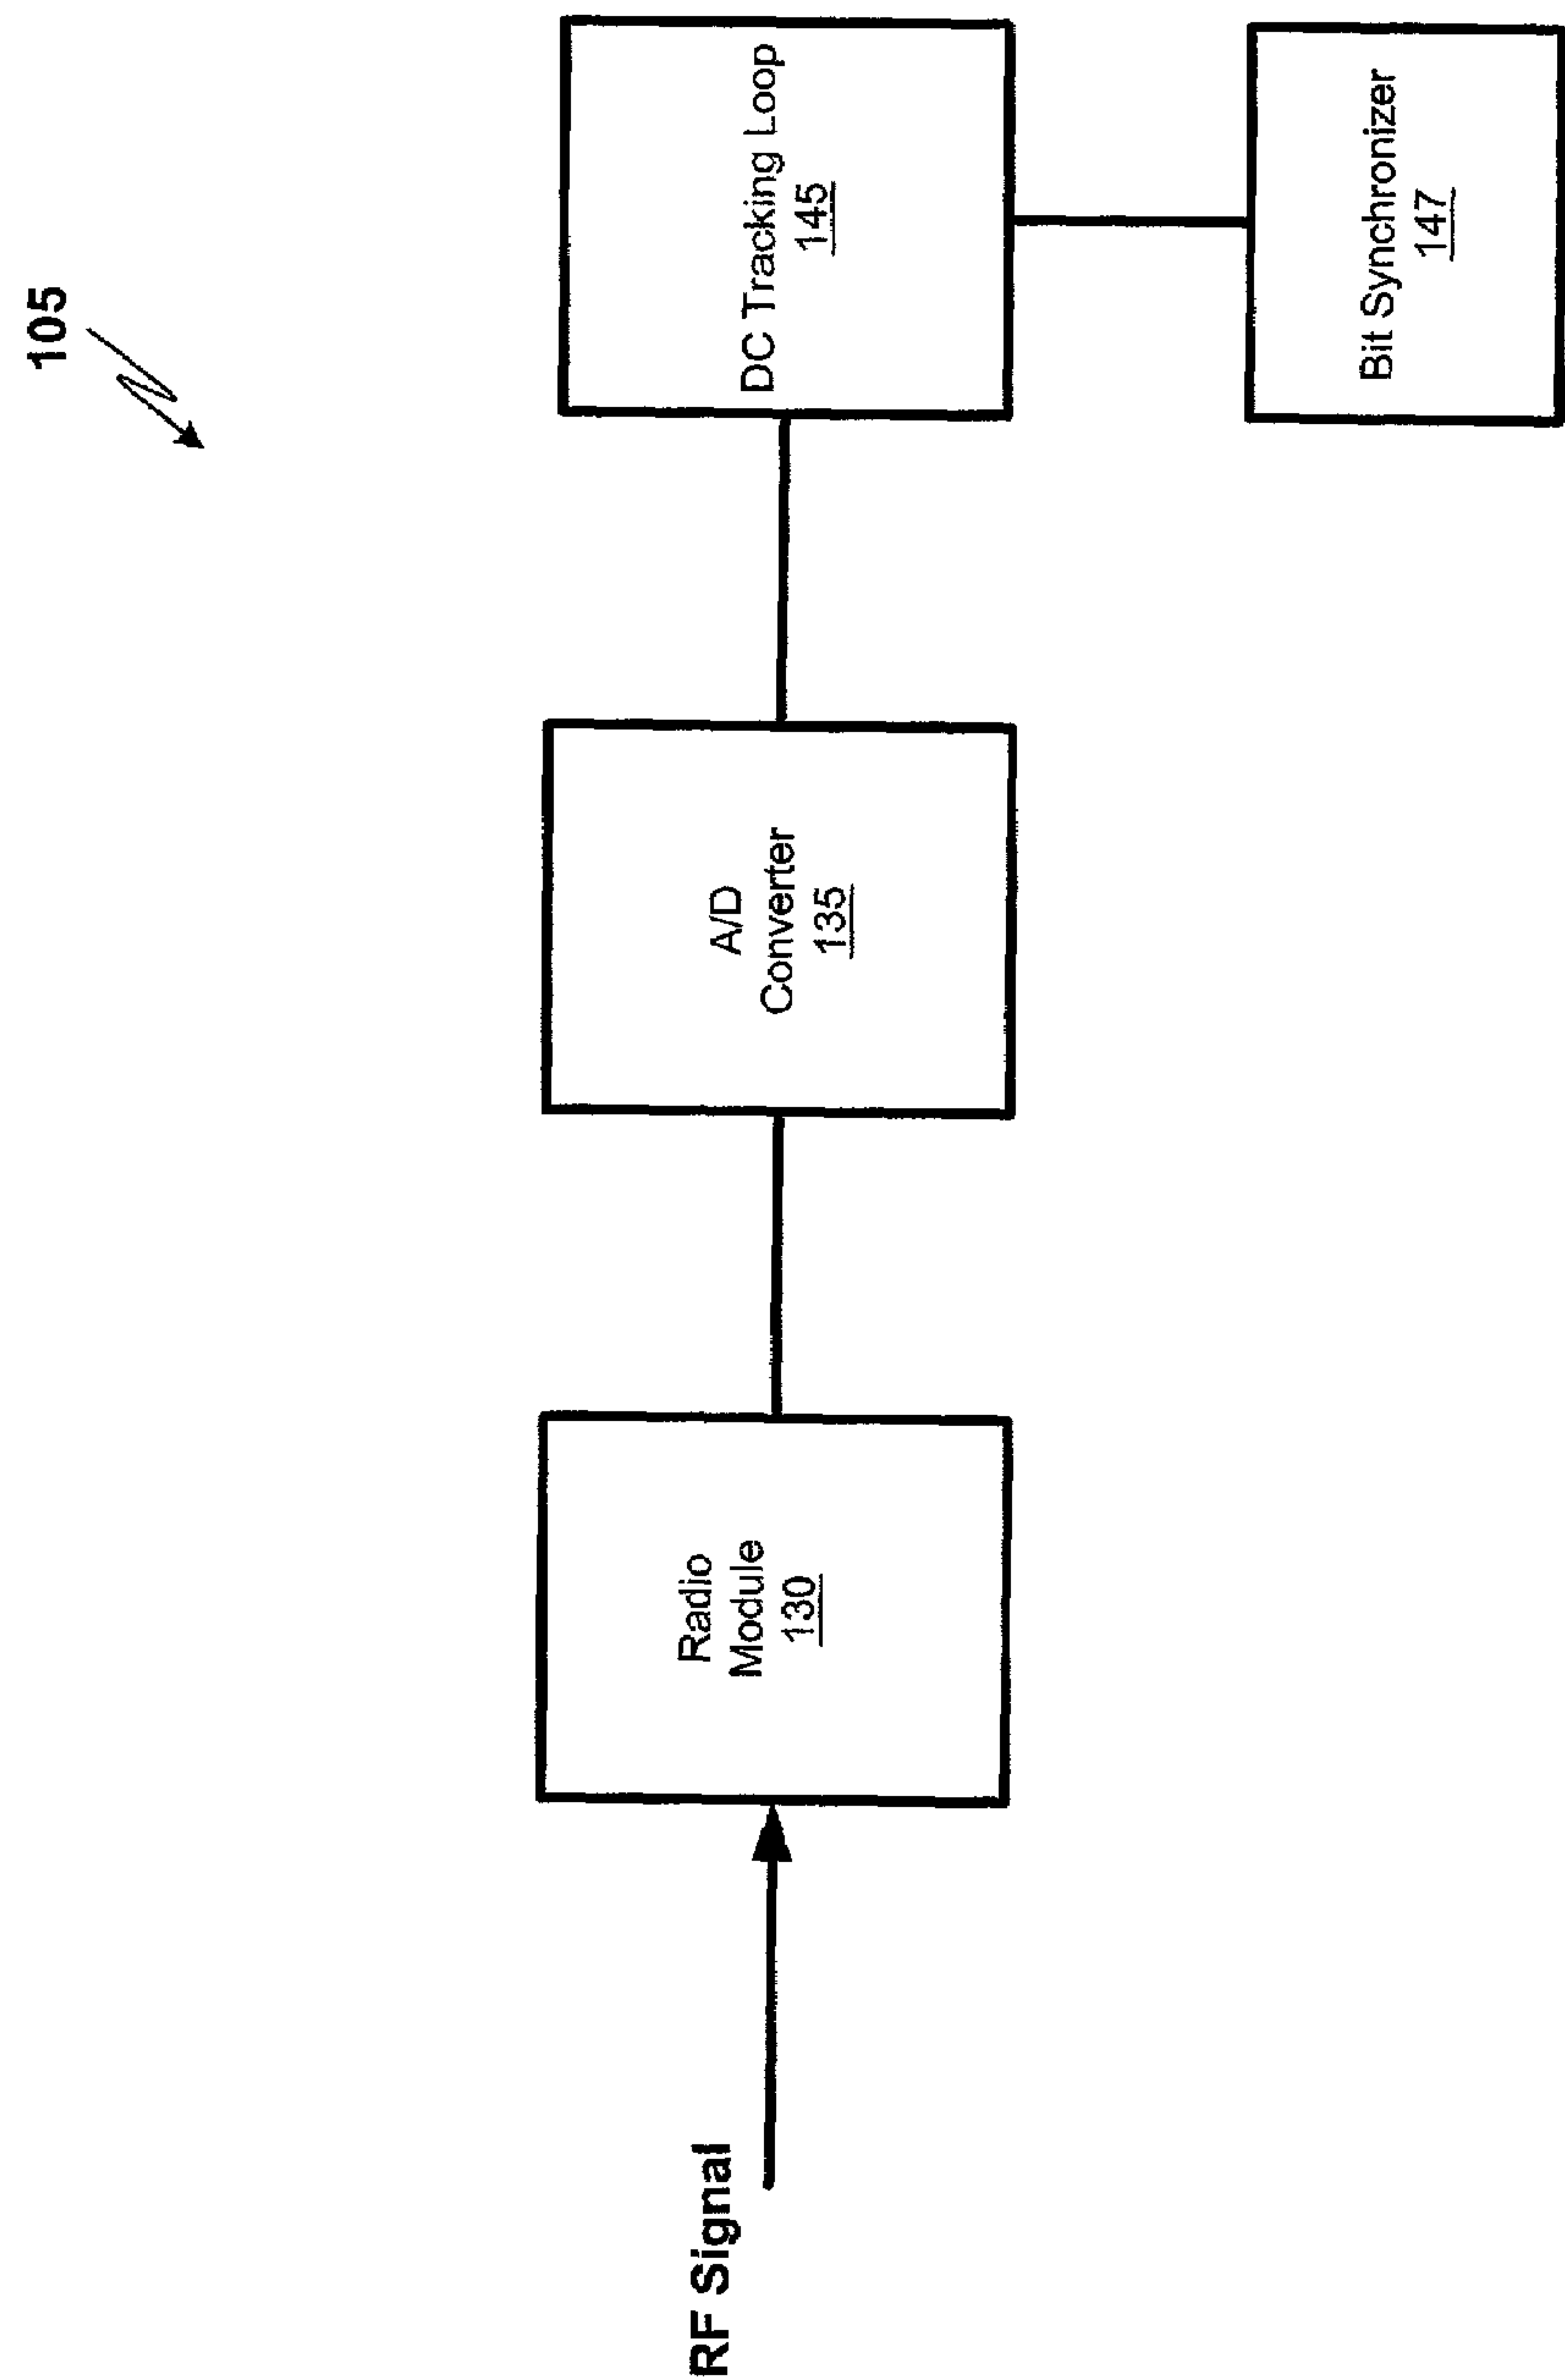 105
RF Signal
Radio
Module
130
A/D
Converter
135
DC Tracking Loop
145
Bit Synchronizer
147